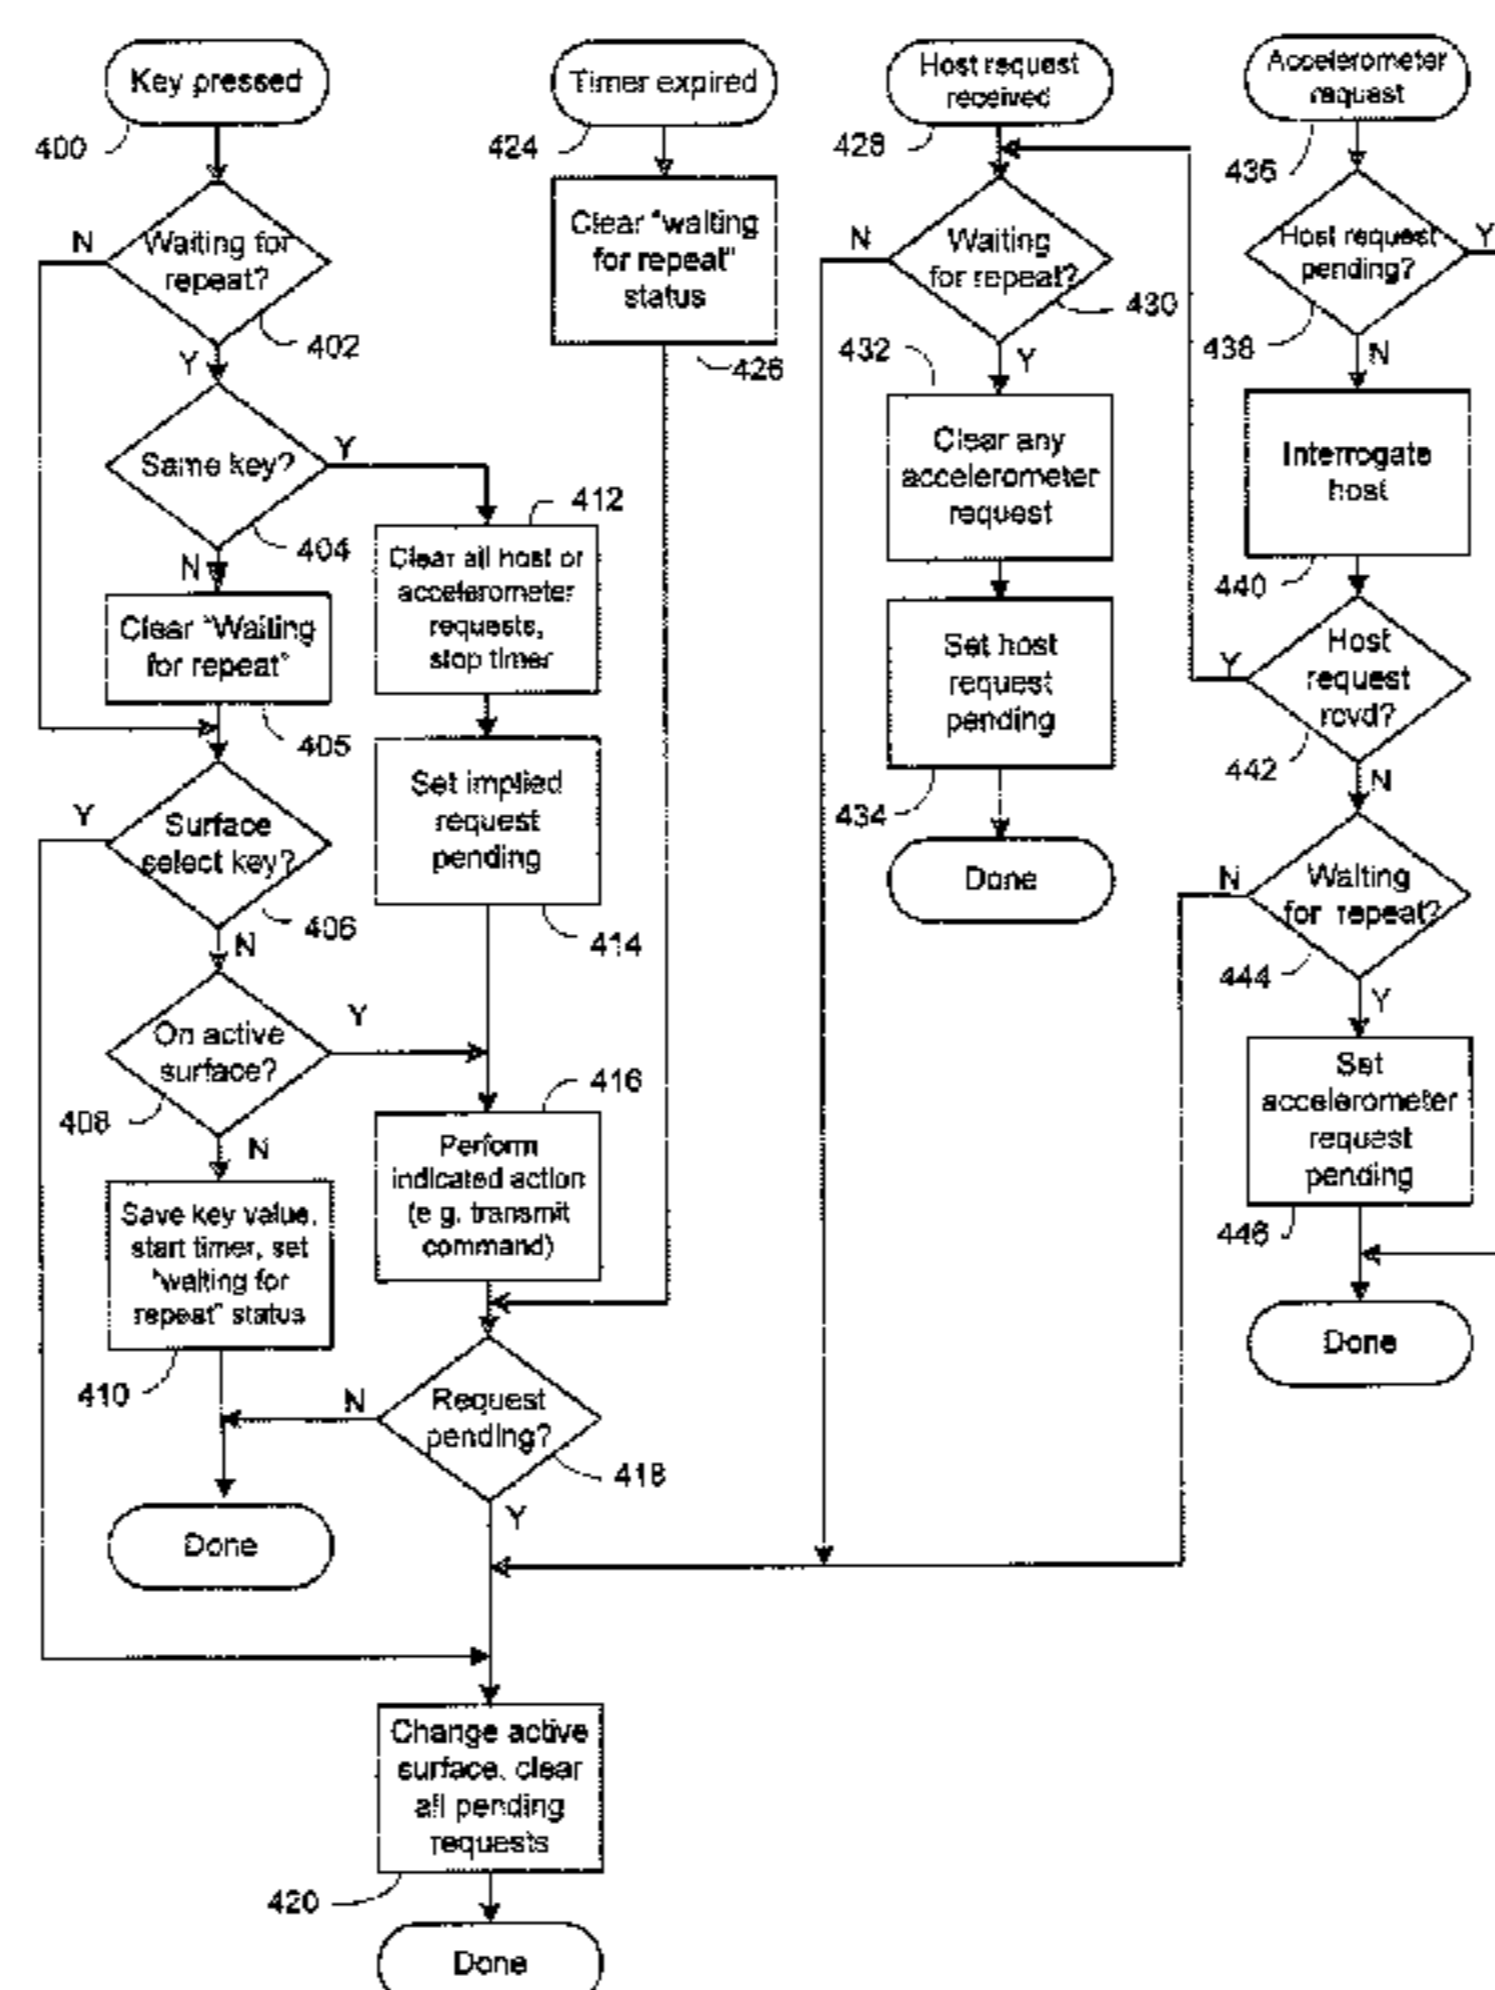 Key pressed
400
Waiting for
repeat?
N
Y
402
Same key?
Y
N
404
Clear "Waiting
for repeat"
405
Surface
select key?
Y
N
406
On active
surface?
Y
N
408
Save key value,
start timer, set
"waiting for
repeat" status
410
Done
Timer expired
424
Clear "waiting
for repeat"
status
426
412
Clear all host or
accelerometer
requests,
stop timer
Set implied
request
pending
414
416
Perform
indicated action
(e.g. transmit
command)
Request
pending?
N
Y
418
Change active
surface, clear
all pending
requests
420
Done
Host request
received
428
Waiting
for repeat?
N
Y
430
432
Clear any
accelerometer
request
Set host
request
pending
434
Done
Accelerometer
request
436
Host request
pending?
Y
N
438
Interrogate
host
440
Host
request
rcvd?
Y
N
442
Waiting
for repeat?
N
Y
444
Set
accelerometer
request
pending
446
Done